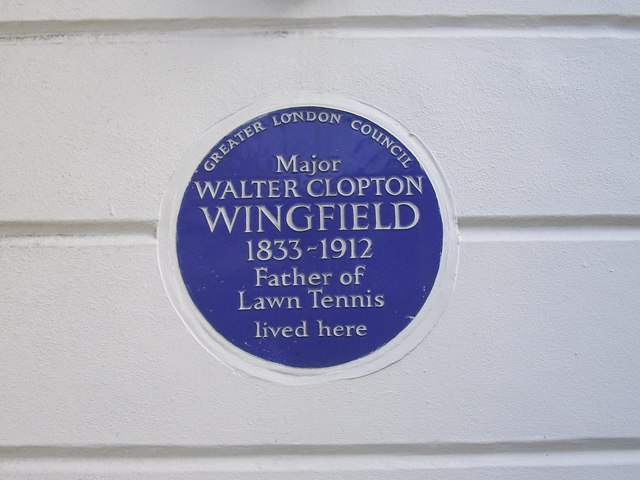 GREATER LONDON COUNCIL
Major
WALTER CLOPTON
WINGFIELD
1833-1912
Father of
Lawn Tennis
lived here